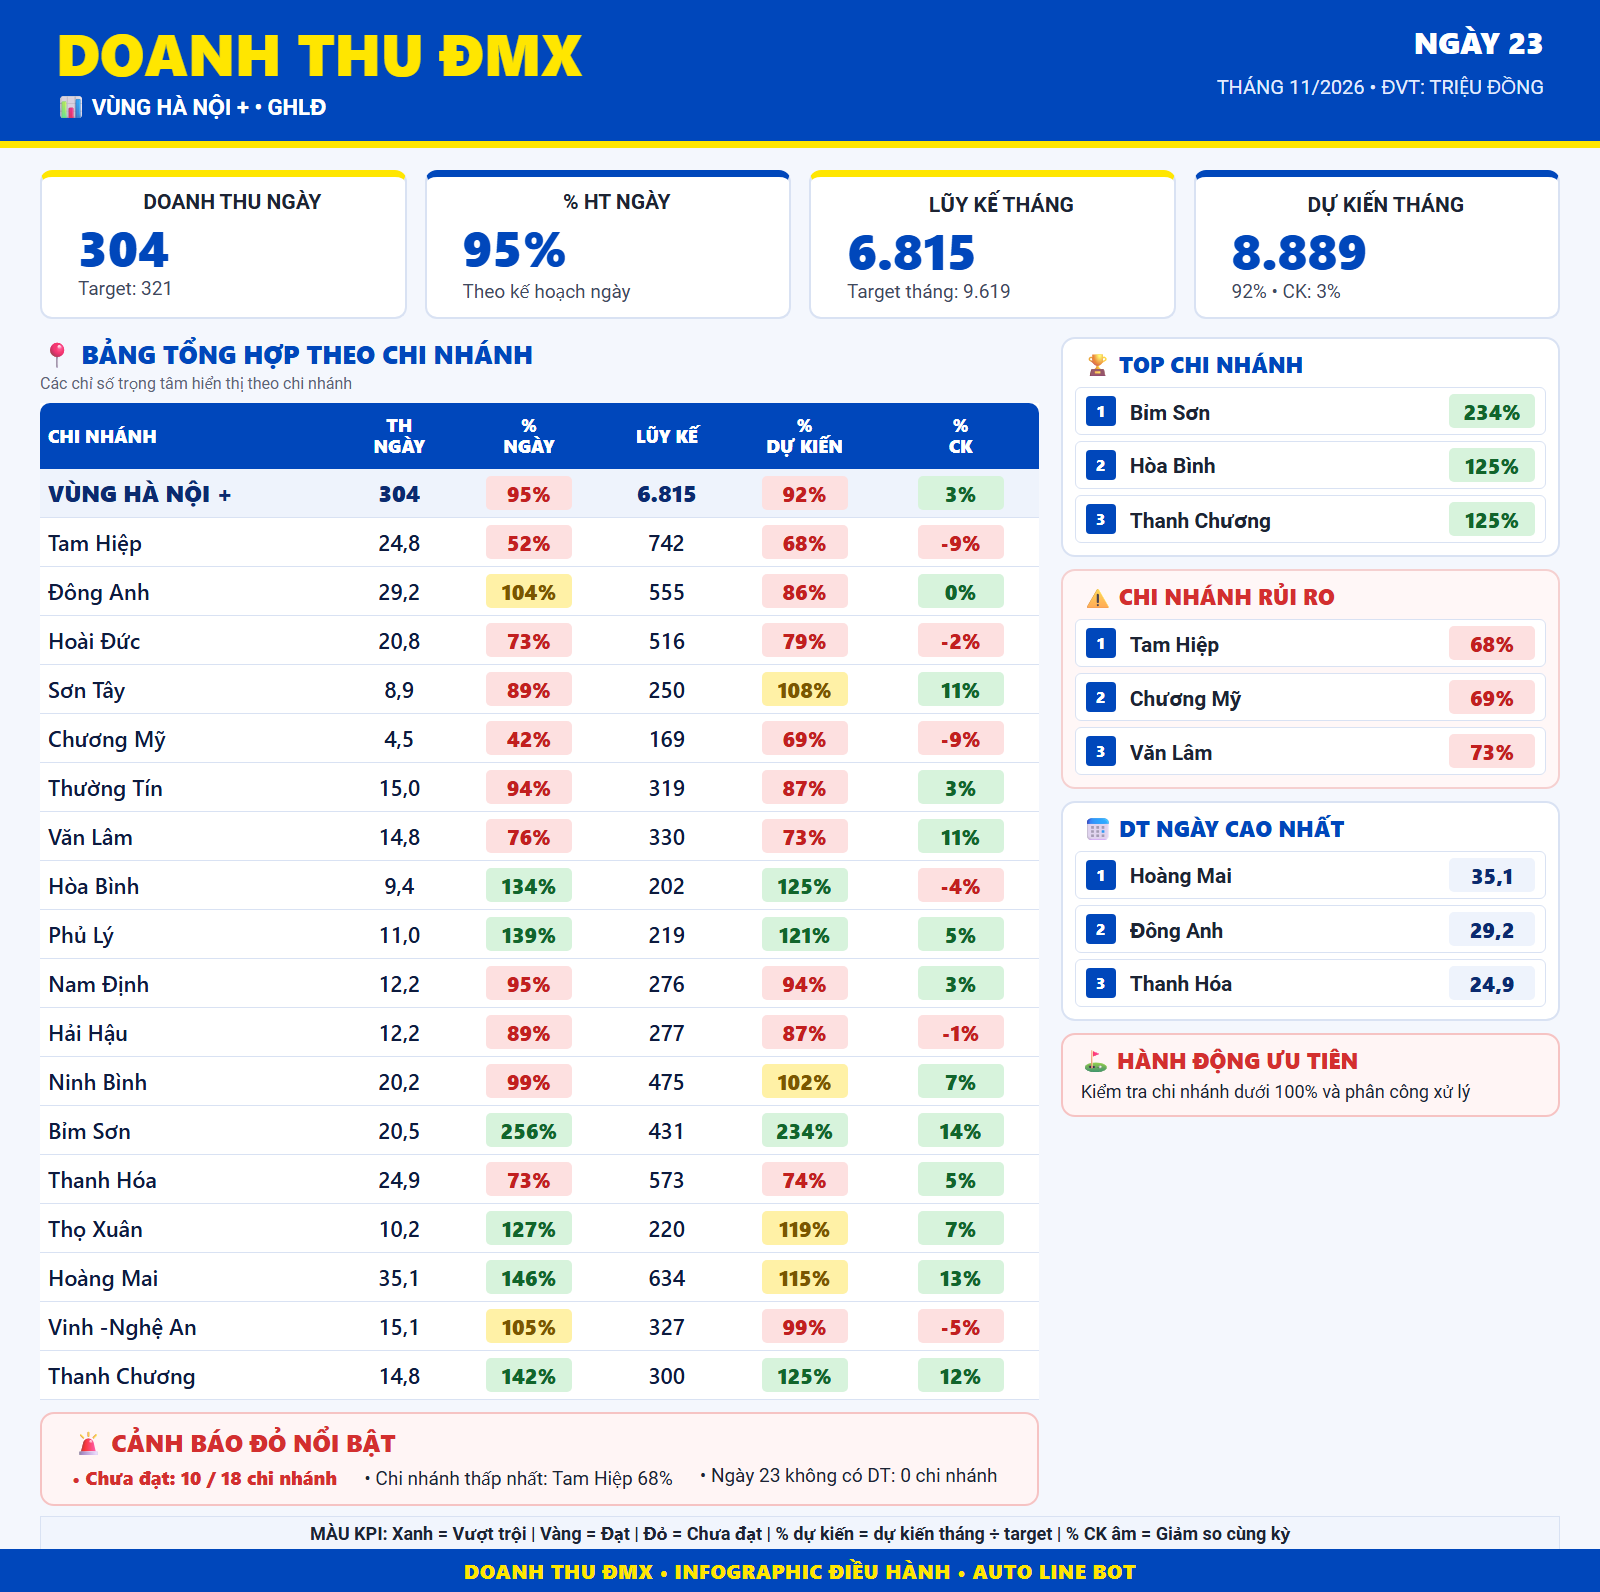 DOANH THU ĐMX
VÙNG HÀ NỘI + • GHLĐ
NGÀY 23
THÁNG 11/2026 • ĐVT: TRIỆU ĐỒNG
DOANH THU NGÀY
304
Target: 321
% HT NGÀY
95%
Theo kế hoạch ngày
LŨY KẾ THÁNG
6.815
Target tháng: 9.619
DỰ KIẾN THÁNG
8.889
92% • CK: 3%
BẢNG TỔNG HỢP THEO CHI NHÁNH
Các chỉ số trọng tâm hiển thị theo chi nhánh
CHI NHÁNH TH NGÀY % NGÀY LŨY KẾ % DỰ KIẾN % CK
VÙNG HÀ NỘI + 304 95% 6.815 92% 3%
Tam Hiệp 24,8 52% 742 68% -9%
Đông Anh 29,2 104% 555 86% 0%
Hoài Đức 20,8 73% 516 79% -2%
Sơn Tây 8,9 89% 250 108% 11%
Chương Mỹ 4,5 42% 169 69% -9%
Thường Tín 15,0 94% 319 87% 3%
Văn Lâm 14,8 76% 330 73% 11%
Hòa Bình 9,4 134% 202 125% -4%
Phủ Lý 11,0 139% 219 121% 5%
Nam Định 12,2 95% 276 94% 3%
Hải Hậu 12,2 89% 277 87% -1%
Ninh Bình 20,2 99% 475 102% 7%
Bỉm Sơn 20,5 256% 431 234% 14%
Thanh Hóa 24,9 73% 573 74% 5%
Thọ Xuân 10,2 127% 220 119% 7%
Hoàng Mai 35,1 146% 634 115% 13%
Vinh -Nghệ An 15,1 105% 327 99% -5%
Thanh Chương 14,8 142% 300 125% 12%
TOP CHI NHÁNH
1 Bỉm Sơn 234%
2 Hòa Bình 125%
3 Thanh Chương 125%
CHI NHÁNH RỦI RO
1 Tam Hiệp 68%
2 Chương Mỹ 69%
3 Văn Lâm 73%
DT NGÀY CAO NHẤT
1 Hoàng Mai 35,1
2 Đông Anh 29,2
3 Thanh Hóa 24,9
HÀNH ĐỘNG ƯU TIÊN
Kiểm tra chi nhánh dưới 100% và phân công xử lý
CẢNH BÁO ĐỎ NỔI BẬT
• Chưa đạt: 10 / 18 chi nhánh • Chi nhánh thấp nhất: Tam Hiệp 68% • Ngày 23 không có DT: 0 chi nhánh
MÀU KPI: Xanh = Vượt trội | Vàng = Đạt | Đỏ = Chưa đạt | % dự kiến = dự kiến tháng ÷ target | % CK âm = Giảm so cùng kỳ
DOANH THU ĐMX • INFOGRAPHIC ĐIỀU HÀNH • AUTO LINE BOT